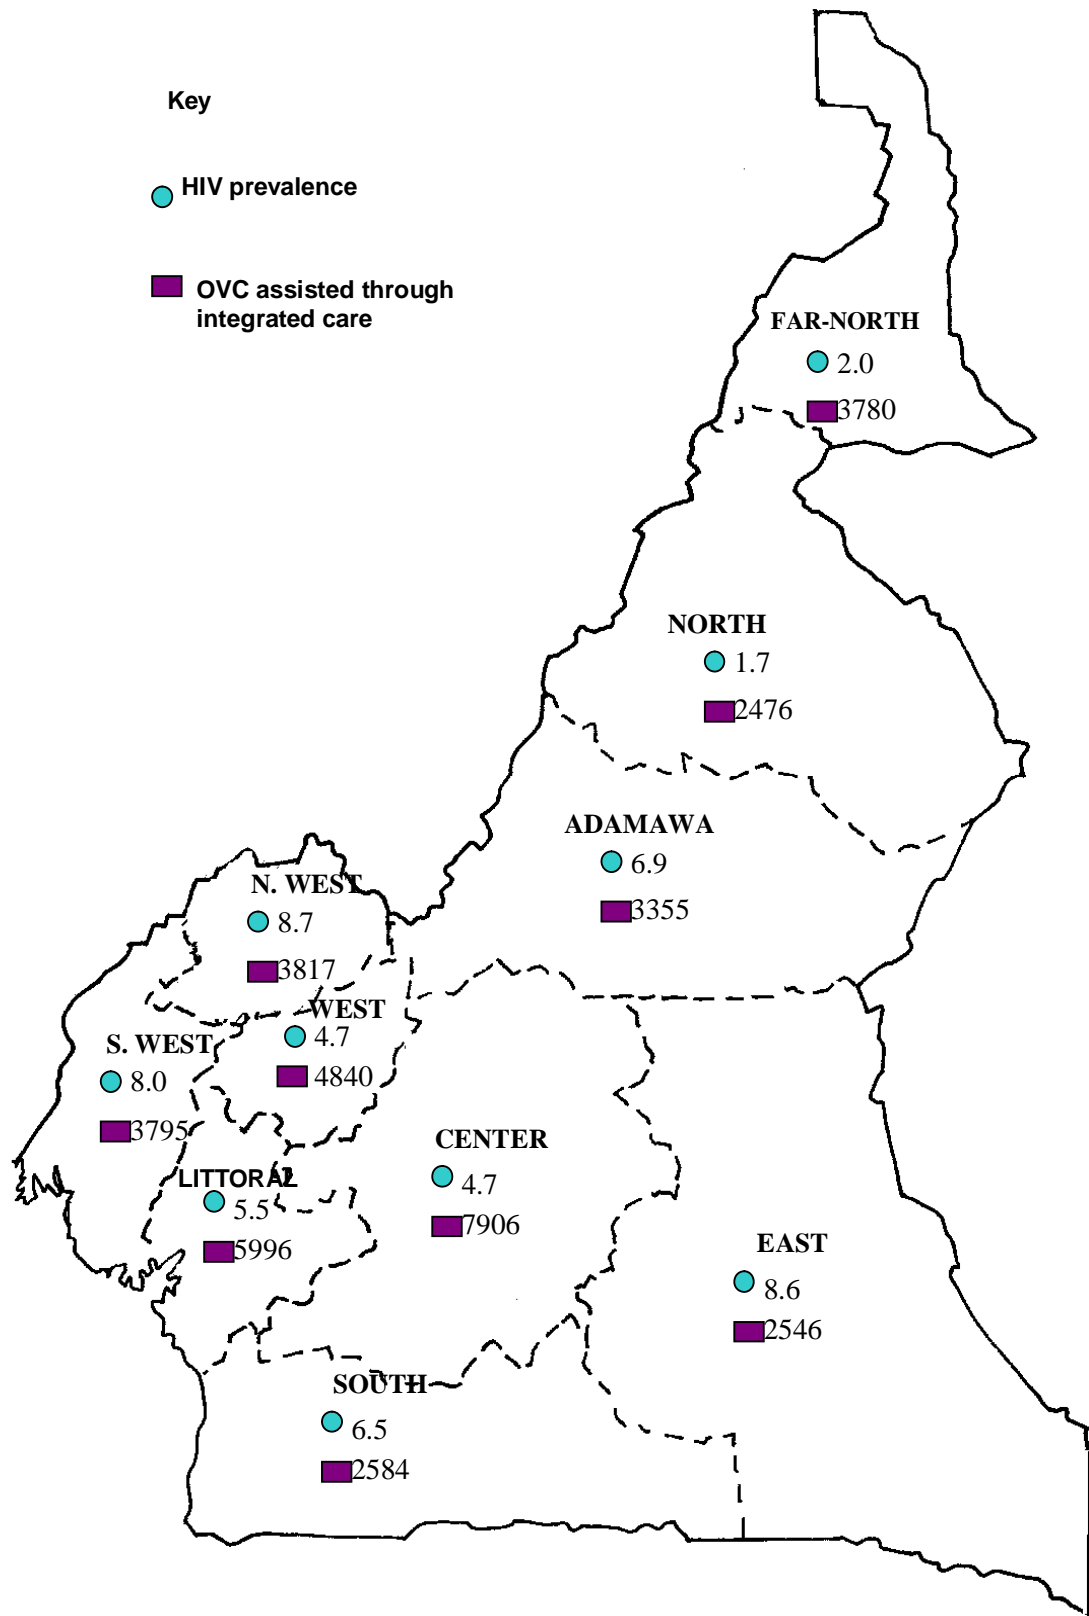 Key
HIV prevalence
OVC assisted through
integrated care
FAR-NORTH
2.0
3780
NORTH
1.7
2476
ADAMAWA
6.9
3355
N. WEST
8.7
3817
WEST
4.7
4840
S. WEST
8.0
3795
CENTER
4.7
7906
LITTORAL
5.5
5996
EAST
8.6
2546
SOUTH
6.5
2584